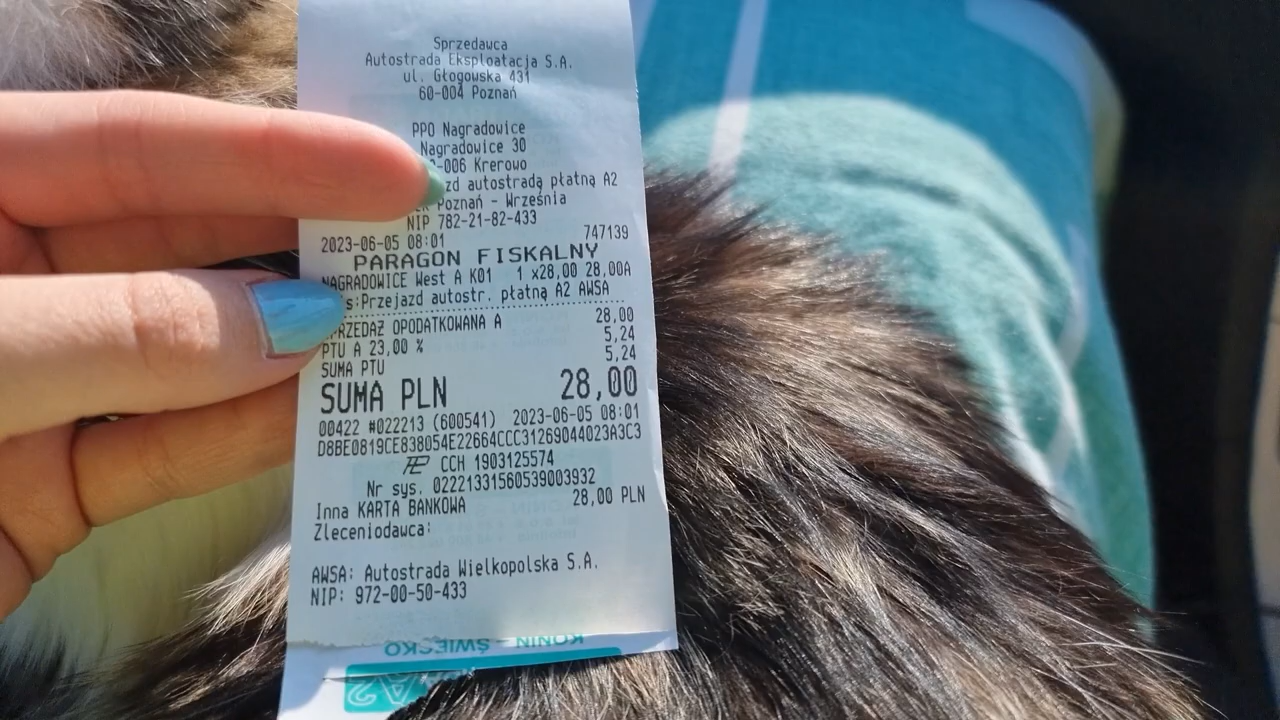 Sprzedawca
Autostrada Eksploatacja S.A.
ul. Głogowska 431
60-004 Poznań
PPO Nagradowice
Nagradowice 30
-006 Krerowo
zd autostradą płatną A2
Poznań - Września
NIP 782-21-82-433
2023-06-05 08:01 747139
PARAGON FISKALNY
NAGRADOWICE West A K01 1 x28,00 28,00A
s:Przejazd autostr. płatną A2 AWSA
SPRZEDAŻ OPODATKOWANA A 28,00
PTU A 23,00 % 5,24
SUMA PTU 5,24
SUMA PLN 28,00
00422 #022213 (600541) 2023-06-05 08:01
D8BE0819CE838054E22664CCC31269044023A3C3
CCH 1903125574
Nr sys. 02221331560539003932
Inna KARTA BANKOWA 28,00 PLN
Zleceniodawca:
AWSA: Autostrada Wielkopolska S.A.
NIP: 972-00-50-433
KONIN ŚWIECKO
A2